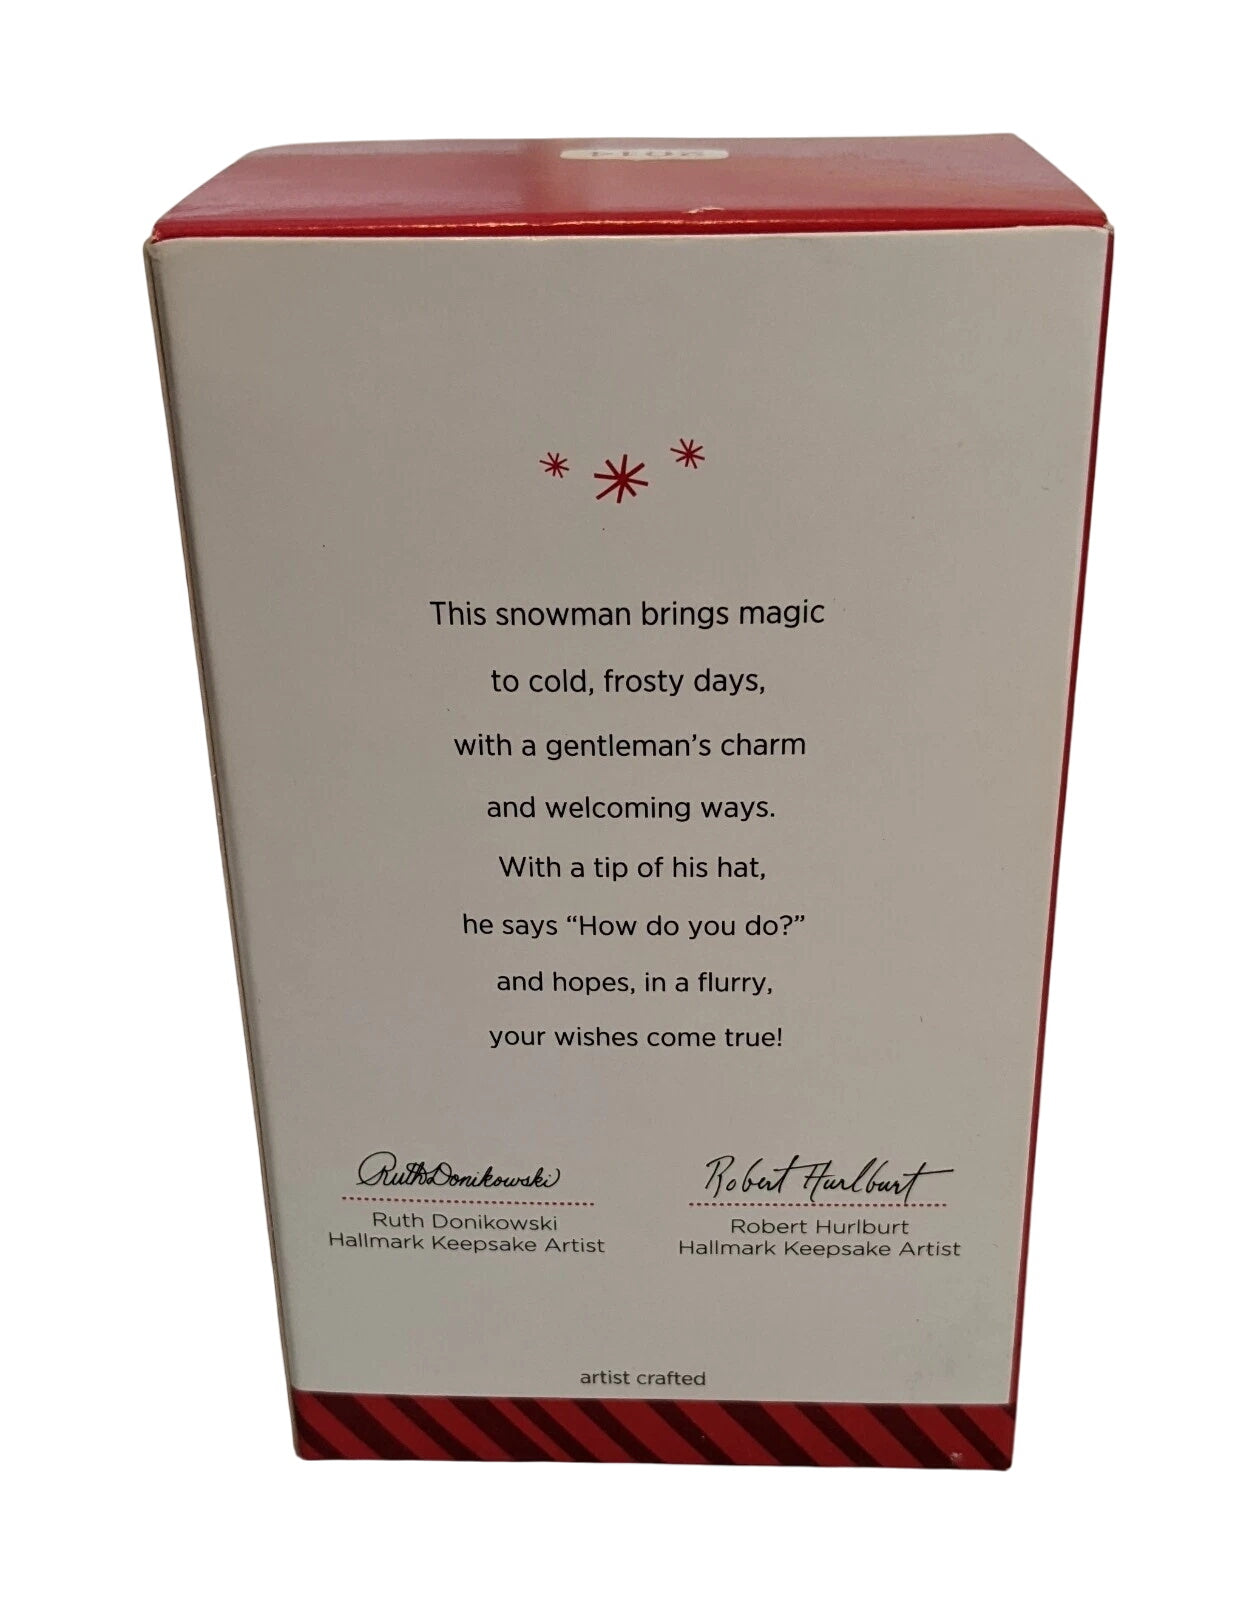 2014
This snowman brings magic
to cold, frosty days,
with a gentleman's charm
and welcoming ways.
With a tip of his hat,
he says “How do you do?”
and hopes, in a flurry,
your wishes come true!
Ruth Donikowski
Robert Hurlburt
Ruth Donikowski
Hallmark Keepsake Artist
Robert Hurlburt
Hallmark Keepsake Artist
artist crafted